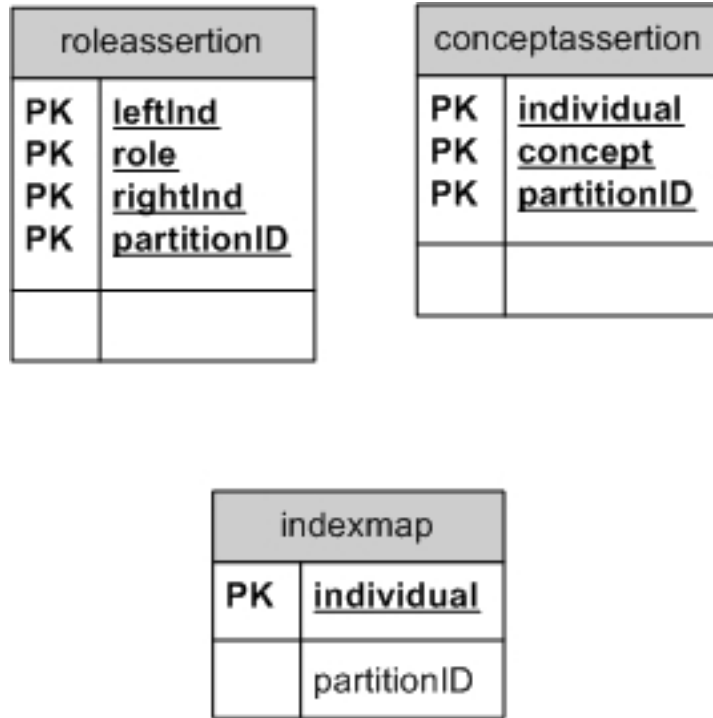 roleassertion
PK leftInd
PK role
PK rightInd
PK partitionID
conceptassertion
PK individual
PK concept
PK partitionID
indexmap
PK individual
partitionID